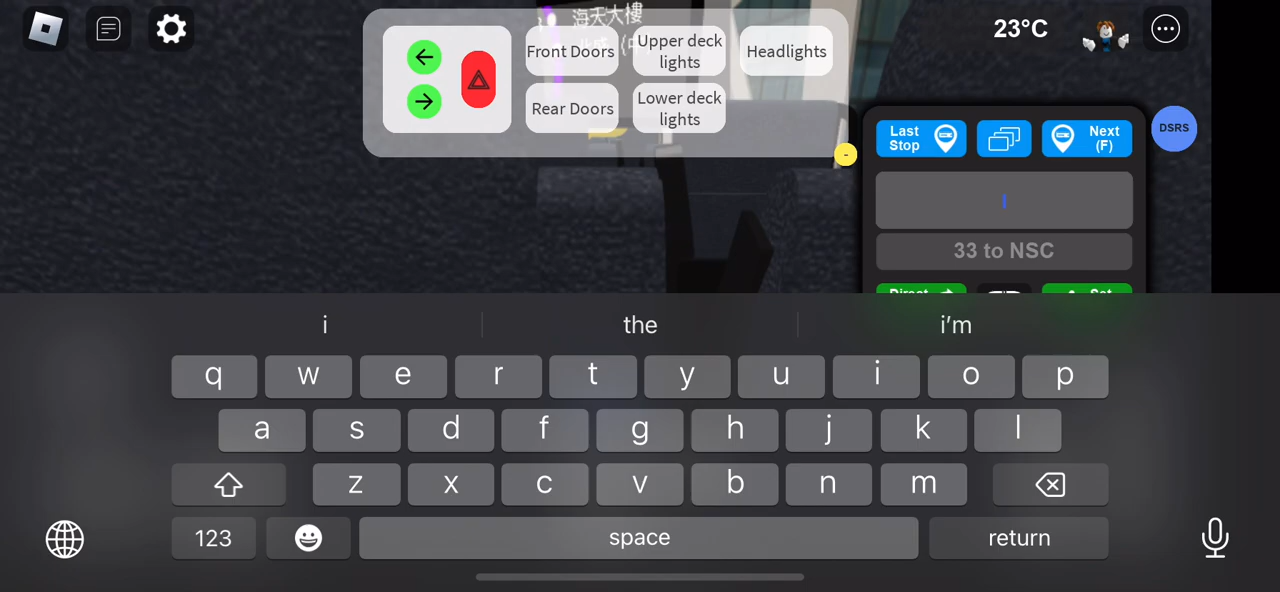 海天大樓
23°C
Front Doors
Upper deck
lights
Headlights
Rear Doors
Lower deck
lights
-
Last
Stop
Next
(F)
DSRS
33 to NSC
i
the
i'm
q w e r t y u i o p
a s d f g h j k l
z x c v b n m
123
space
return